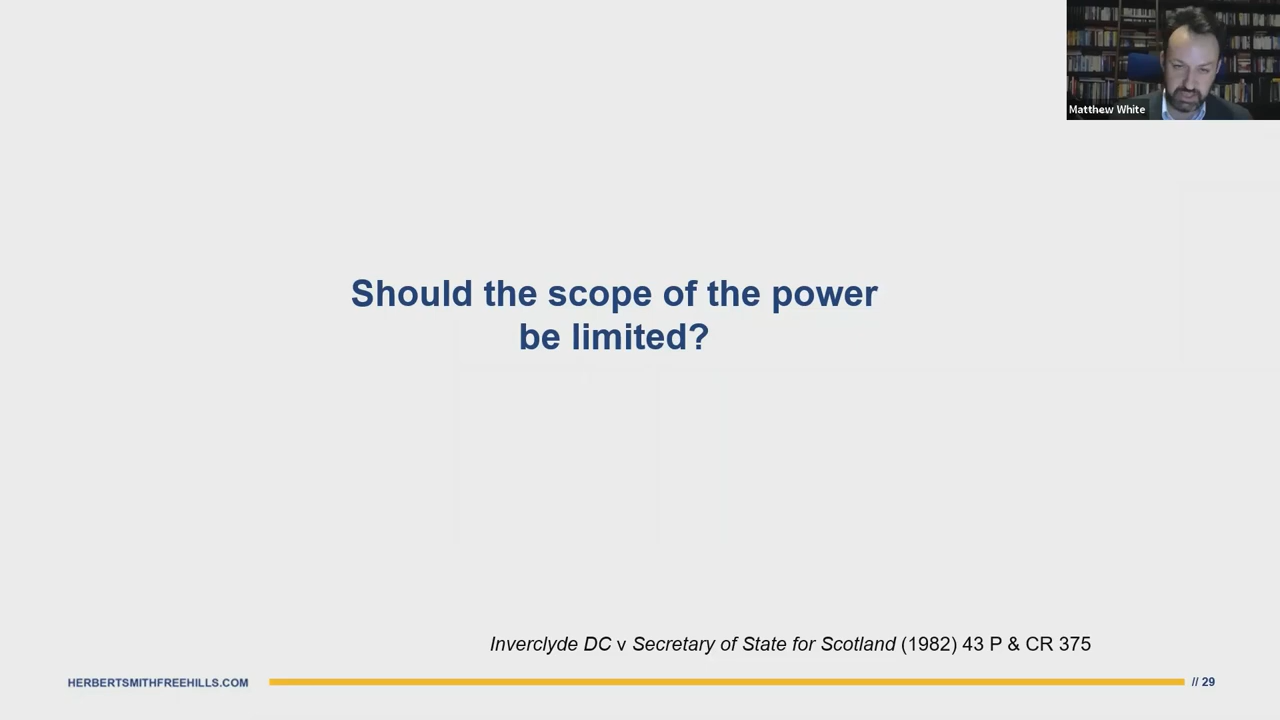 Matthew White
Should the scope of the power
be limited?
Inverclyde DC v Secretary of State for Scotland (1982) 43 P & CR 375
HERBERTSMITHFREEHILLS.COM
// 29